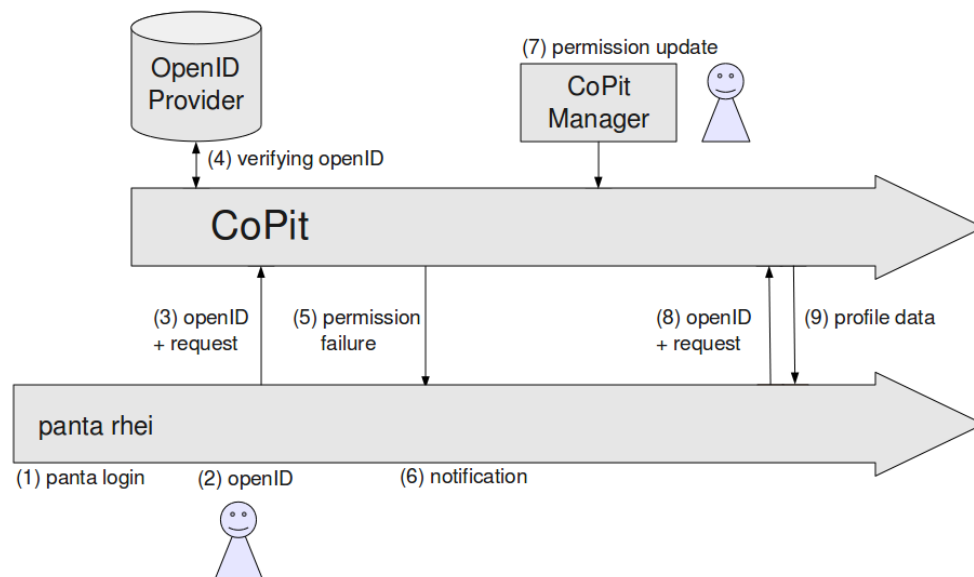 OpenID
Provider
(7) permission update
CoPit
Manager
(4) verifying openID
CoPit
(3) openID
+ request
(5) permission
failure
(8) openID
+ request
(9) profile data
panta rhei
(1) panta login
(2) openID
(6) notification